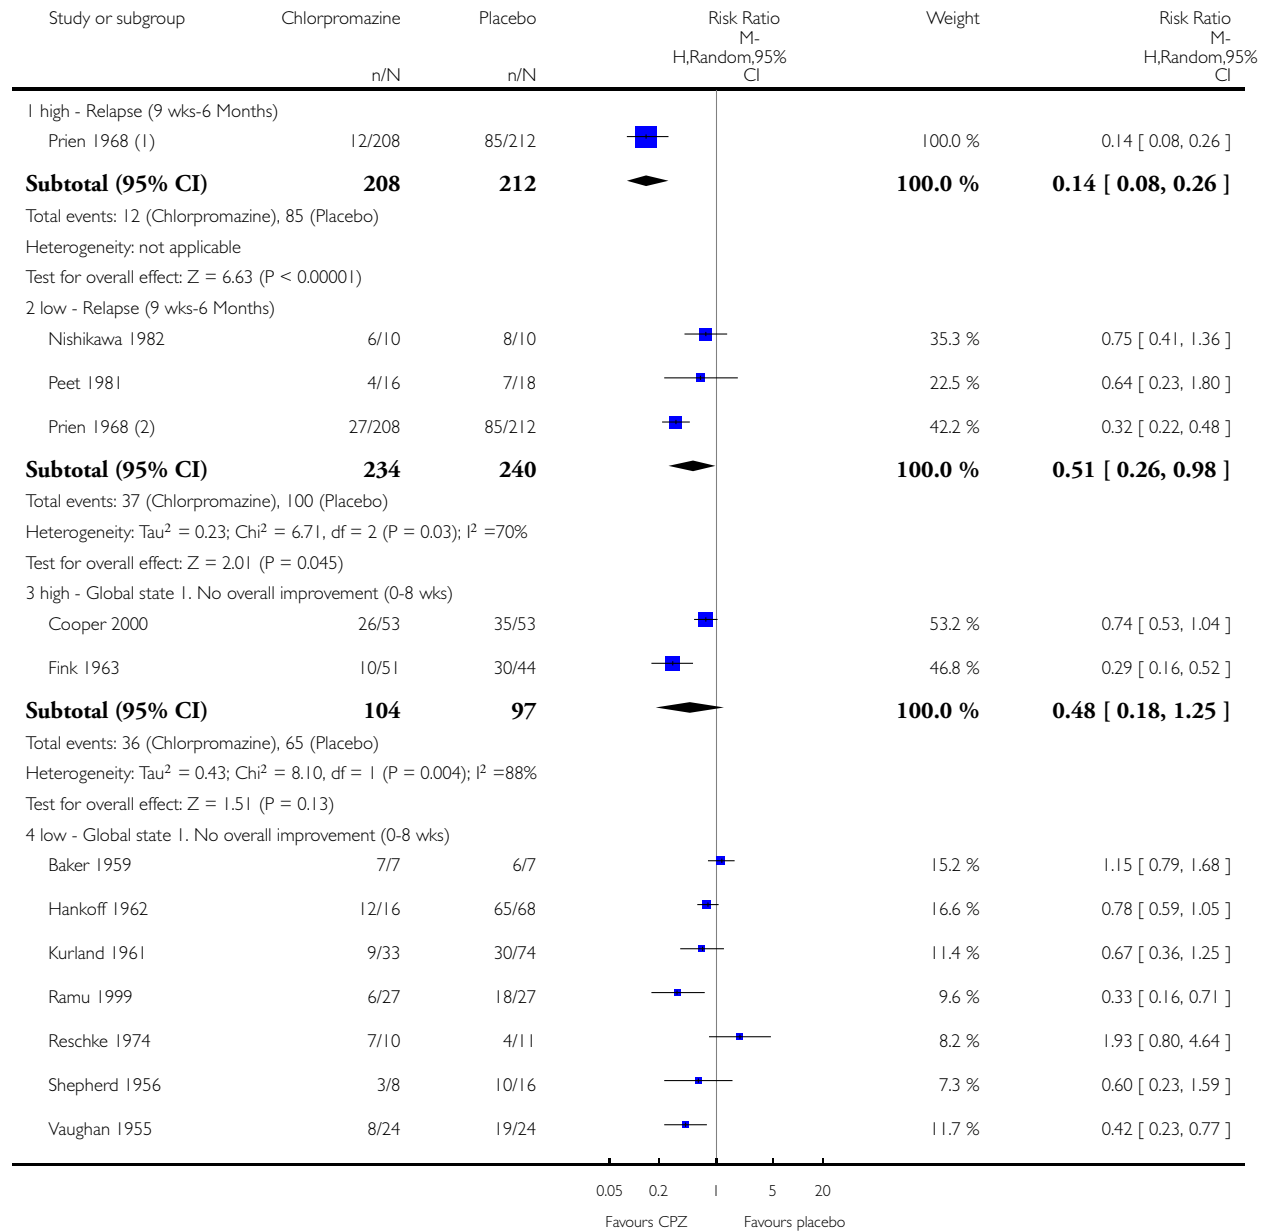 Study or subgroup Chlorpromazine Placebo Risk Ratio Weight Risk Ratio
M- M-
H,Random,95% H,Random,95%
n/N n/N CI CI
1 high - Relapse (9 wks-6 Months)
Prien 1968 (1) 12/208 85/212 100.0 % 0.14 [ 0.08, 0.26 ]
Subtotal (95% CI) 208 212 100.0 % 0.14 [ 0.08, 0.26 ]
Total events: 12 (Chlorpromazine), 85 (Placebo)
Heterogeneity: not applicable
Test for overall effect: Z = 6.63 (P < 0.00001)
2 low - Relapse (9 wks-6 Months)
Nishikawa 1982 6/10 8/10 35.3 % 0.75 [ 0.41, 1.36 ]
Peet 1981 4/16 7/18 22.5 % 0.64 [ 0.23, 1.80 ]
Prien 1968 (2) 27/208 85/212 42.2 % 0.32 [ 0.22, 0.48 ]
Subtotal (95% CI) 234 240 100.0 % 0.51 [ 0.26, 0.98 ]
Total events: 37 (Chlorpromazine), 100 (Placebo)
Heterogeneity: Tau² = 0.23; Chi² = 6.71, df = 2 (P = 0.03); I² =70%
Test for overall effect: Z = 2.01 (P = 0.045)
3 high - Global state 1. No overall improvement (0-8 wks)
Cooper 2000 26/53 35/53 53.2 % 0.74 [ 0.53, 1.04 ]
Fink 1963 10/51 30/44 46.8 % 0.29 [ 0.16, 0.52 ]
Subtotal (95% CI) 104 97 100.0 % 0.48 [ 0.18, 1.25 ]
Total events: 36 (Chlorpromazine), 65 (Placebo)
Heterogeneity: Tau² = 0.43; Chi² = 8.10, df = 1 (P = 0.004); I² =88%
Test for overall effect: Z = 1.51 (P = 0.13)
4 low - Global state 1. No overall improvement (0-8 wks)
Baker 1959 7/7 6/7 15.2 % 1.15 [ 0.79, 1.68 ]
Hankoff 1962 12/16 65/68 16.6 % 0.78 [ 0.59, 1.05 ]
Kurland 1961 9/33 30/74 11.4 % 0.67 [ 0.36, 1.25 ]
Ramu 1999 6/27 18/27 9.6 % 0.33 [ 0.16, 0.71 ]
Reschke 1974 7/10 4/11 8.2 % 1.93 [ 0.80, 4.64 ]
Shepherd 1956 3/8 10/16 7.3 % 0.60 [ 0.23, 1.59 ]
Vaughan 1955 8/24 19/24 11.7 % 0.42 [ 0.23, 0.77 ]
0.05 0.2 1 5 20
Favours CPZ Favours placebo